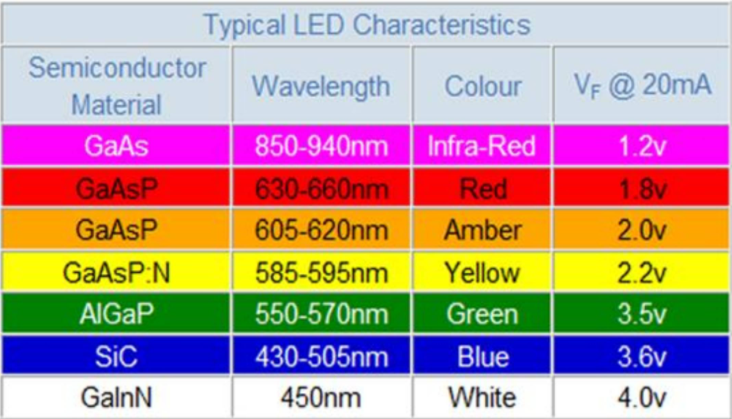 Typical LED Characteristics
Semiconductor
Material
Wavelength
Colour
VF @ 20mA
GaAs 850-940nm Infra-Red 1.2v
GaAsP 630-660nm Red 1.8v
GaAsP 605-620nm Amber 2.0v
GaAsP:N 585-595nm Yellow 2.2v
AlGaP 550-570nm Green 3.5v
SiC 430-505nm Blue 3.6v
GaInN 450nm White 4.0v